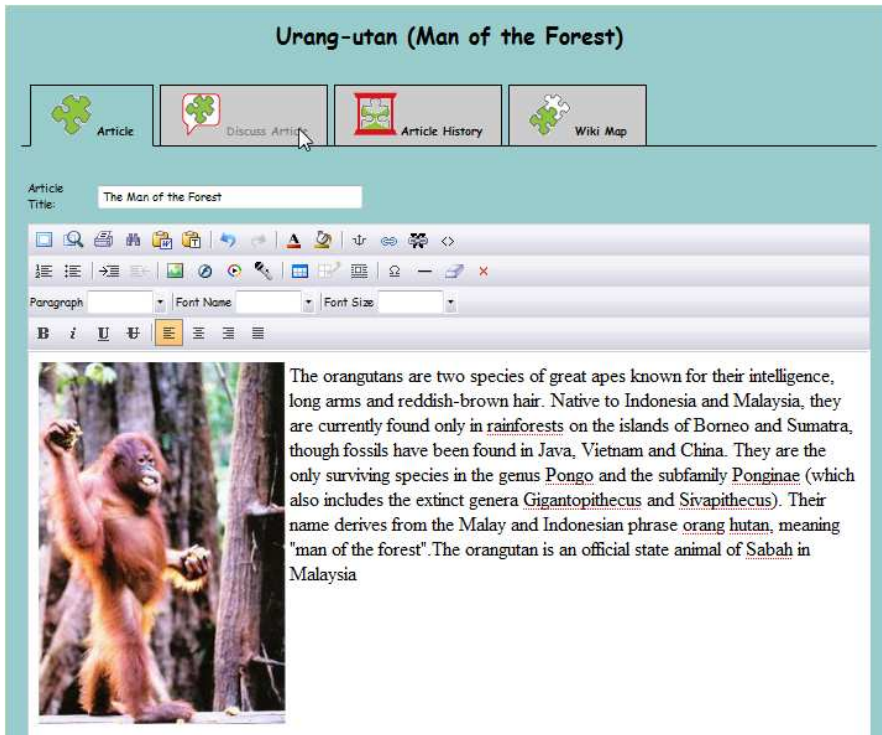 Urang-utan (Man of the Forest)
Article
Discuss Article
Article History
Wiki Map
Article
Title:
The Man of the Forest
Paragraph Font Name Font Size
B i U U
The orangutans are two species of great apes known for their intelligence,
long arms and reddish-brown hair. Native to Indonesia and Malaysia, they
are currently found only in rainforests on the islands of Borneo and Sumatra,
though fossils have been found in Java, Vietnam and China. They are the
only surviving species in the genus Pongo and the subfamily Ponginae (which
also includes the extinct genera Gigantopithecus and Sivapithecus). Their
name derives from the Malay and Indonesian phrase orang hutan, meaning
"man of the forest".The orangutan is an official state animal of Sabah in
Malaysia